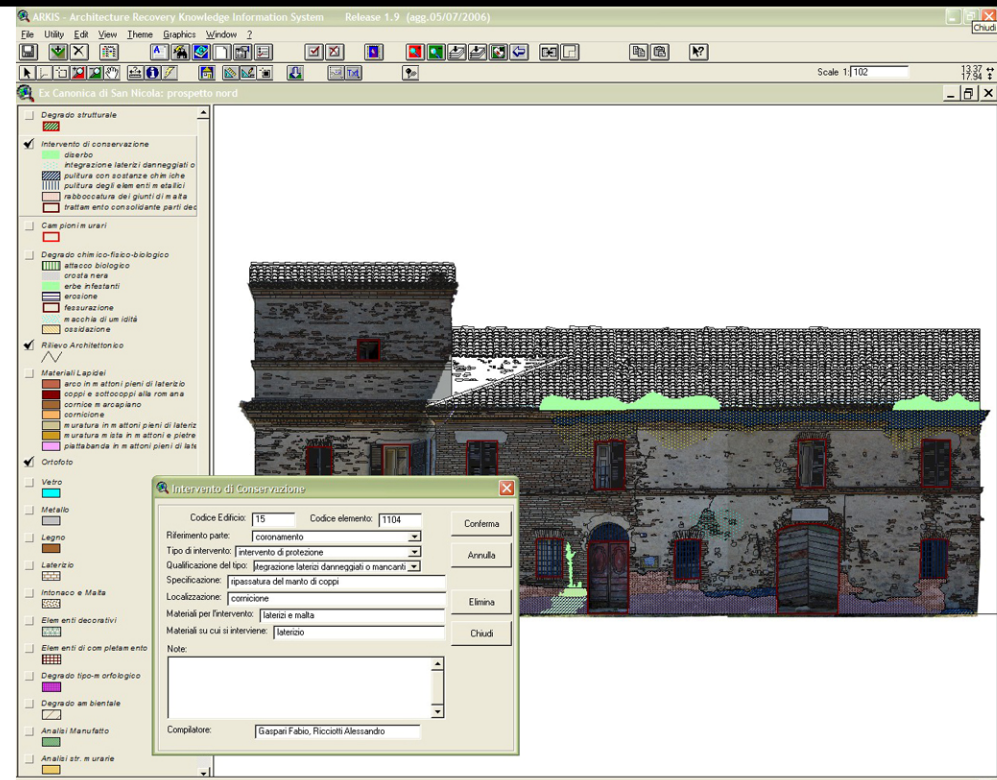 ARKIS - Architecture Recovery Knowledge Information System Release 1.9 (agg.05/07/2006)
Chiudi
File Utility Edit View Theme Graphics Window ?
Scale 1: 102
13.37
17.94
Ex Canonica di San Nicola: prospetto nord
Degrado strutturale
Intervento di conservazione
diserbo
integrazione laterizi danneggiati o
pulitura con sostanze chimiche
pulitura degli elementi metallici
rabboccatura dei giunti di malta
trattamento consolidante parti dec
Campioni murari
Degrado chimico-fisico-biologico
attacco biologico
crosta nera
erbe infestanti
erosione
fessurazione
macchia di umidità
ossidazione
Rilievo Architettonico
Materiali Lapidei
arco in mattoni pieni di laterizio
coppi e sottocoppi alla romana
cornice marcapiano
cornicione
muratura in mattoni pieni di lateriz
muratura mista in mattoni e pietre
piattabanda in mattoni pieni di late
Ortofoto
Vetro
Metallo
Legno
Laterizio
Intonaco e Malta
Elementi decorativi
Elementi di completamento
Degrado tipo-morfologico
Degrado ambientale
Analisi Manufatto
Analisi str. murarie
Intervento di Conservazione
Codice Edificio: 15 Codice elemento: 1104
Riferimento parte: coronamento
Tipo di intervento: intervento di protezione
Qualificazione del tipo: itegrazione laterizi danneggiati o mancanti
Specificazione: ripassatura del manto di coppi
Localizzazione: cornicione
Materiali per l'intervento: laterizi e malta
Materiali su cui si interviene: laterizio
Note:
Compilatore: Gaspari Fabio, Ricciotti Alessandro
Conferma
Annulla
Elimina
Chiudi